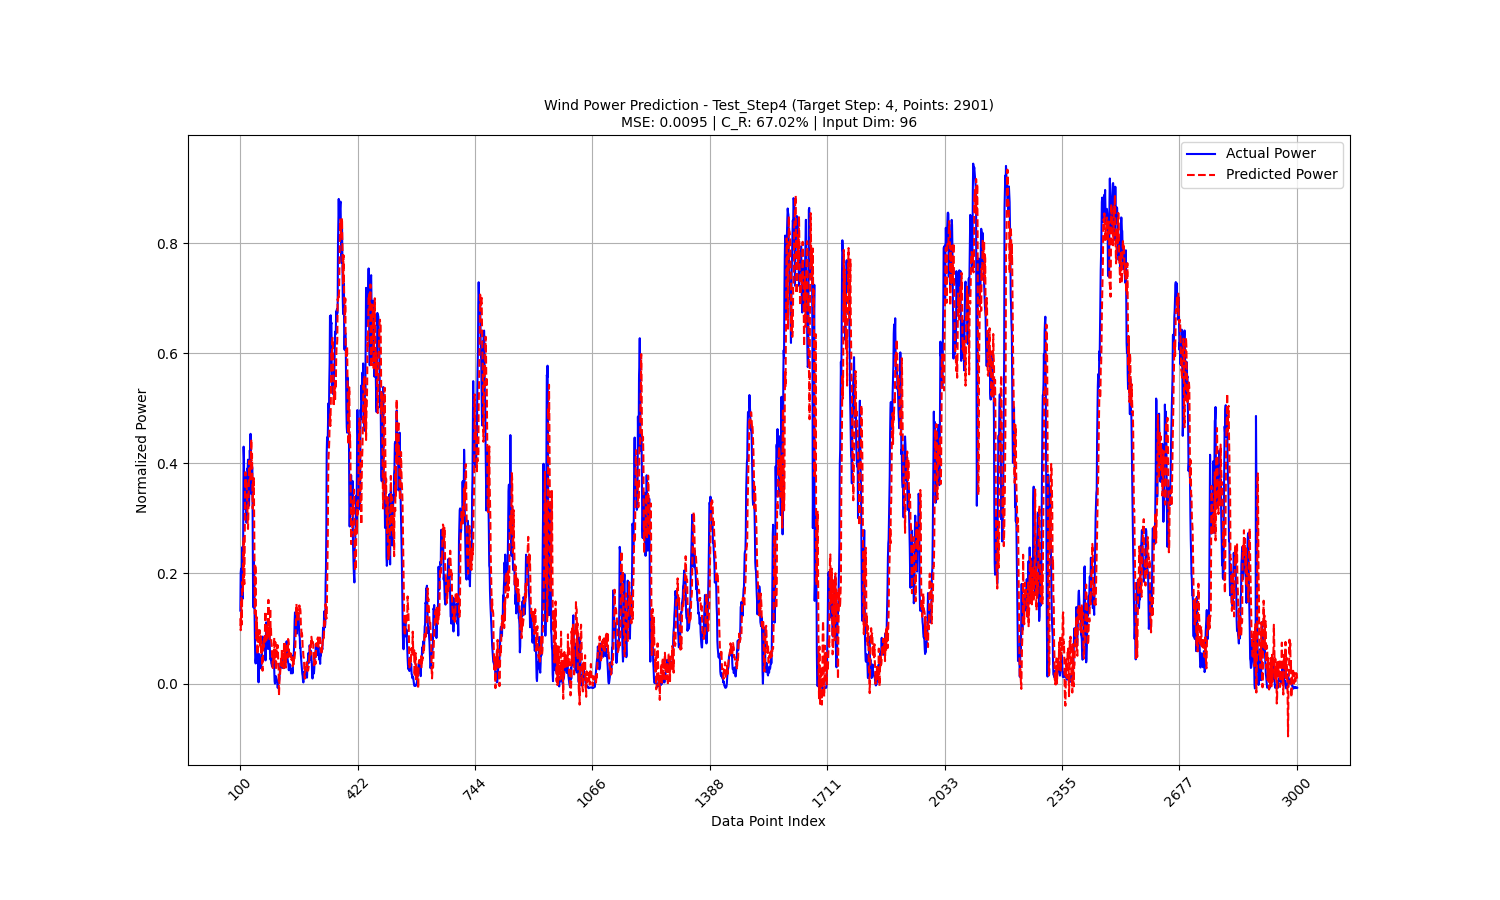 Wind Power Prediction - Test_Step4 (Target Step: 4, Points: 2901)
MSE: 0.0095 | C_R: 67.02% | Input Dim: 96
Actual Power
Predicted Power
Normalized Power
0.8
0.6
0.4
0.2
0.0
100
422
744
1066
1388
1711
2033
2355
2677
3000
Data Point Index